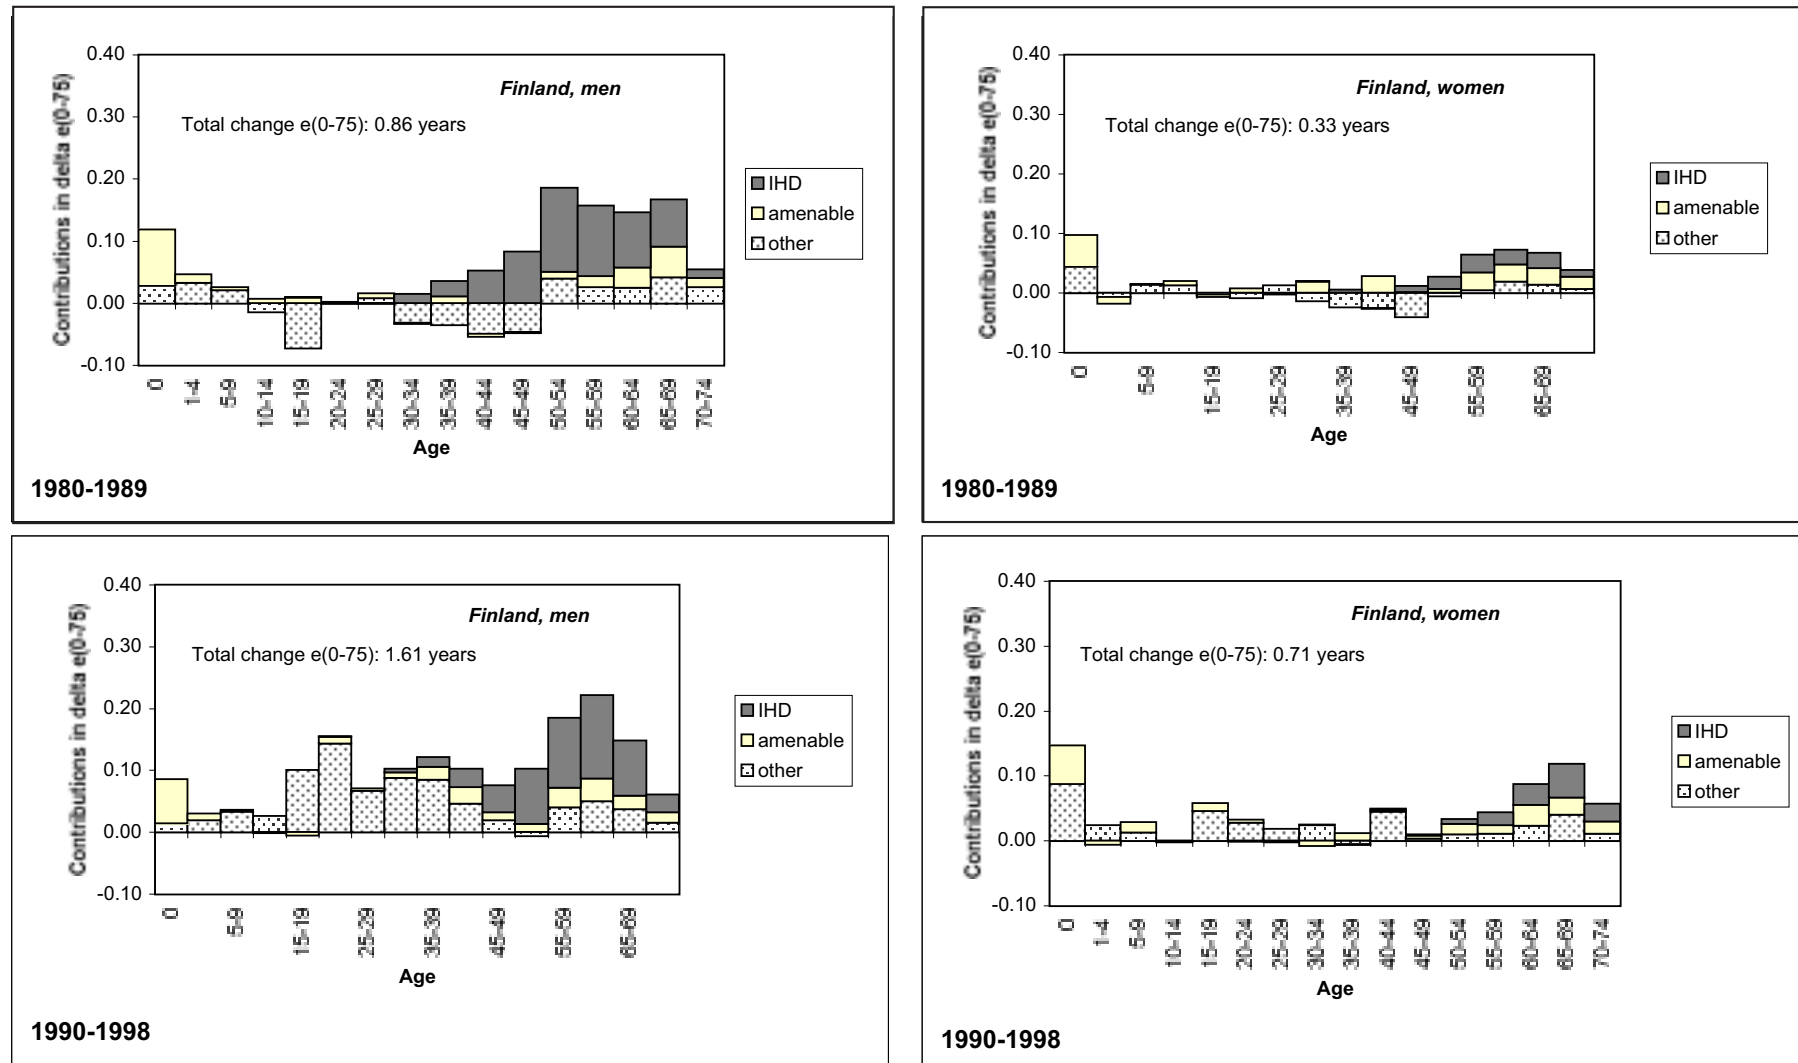 Finland, men
Total change e(0-75): 0.86 years
Contributions in delta e(0-75)
0.40
0.30
0.20
0.10
0.00
-0.10
0
1-4
5-9
10-14
15-19
20-24
25-29
30-34
35-39
40-44
45-49
50-54
55-59
60-64
65-69
70-74
Age
IHD
amenable
other
1980-1989
Finland, women
Total change e(0-75): 0.33 years
Contributions in delta e(0-75)
0.40
0.30
0.20
0.10
0.00
-0.10
0
5-9
15-19
25-29
35-39
45-49
55-59
65-69
Age
IHD
amenable
other
1980-1989
Finland, men
Total change e(0-75): 1.61 years
Contributions in delta e(0-75)
0.40
0.30
0.20
0.10
0.00
-0.10
0
5-9
15-19
25-29
35-39
45-49
55-59
65-69
Age
IHD
amenable
other
1990-1998
Finland, women
Total change e(0-75): 0.71 years
Contributions in delta e(0-75)
0.40
0.30
0.20
0.10
0.00
-0.10
0
1-4
5-9
10-14
15-19
20-24
25-29
30-34
35-39
40-44
45-49
50-54
55-59
60-64
65-69
70-74
Age
IHD
amenable
other
1990-1998